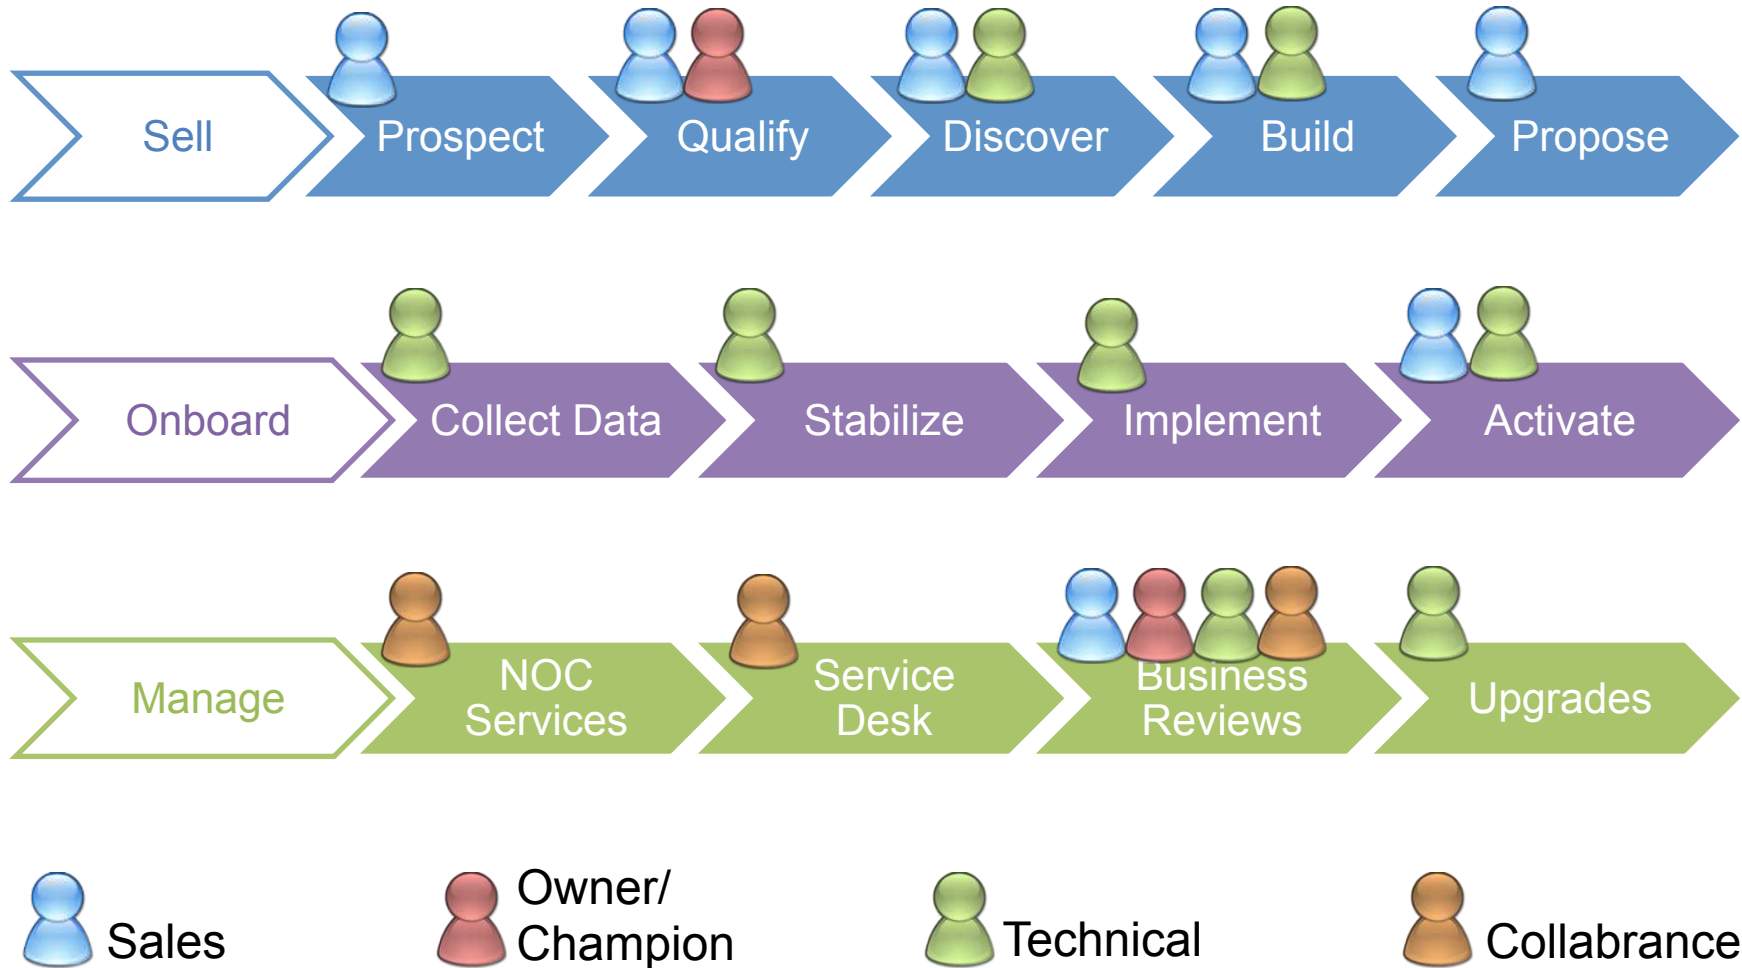 Sell
Prospect
Qualify
Discover
Build
Propose
Onboard
Collect Data
Stabilize
Implement
Activate
Manage
NOC
Services
Service
Desk
Business
Reviews
Upgrades
Sales
Owner/
Champion
Technical
Collabrance